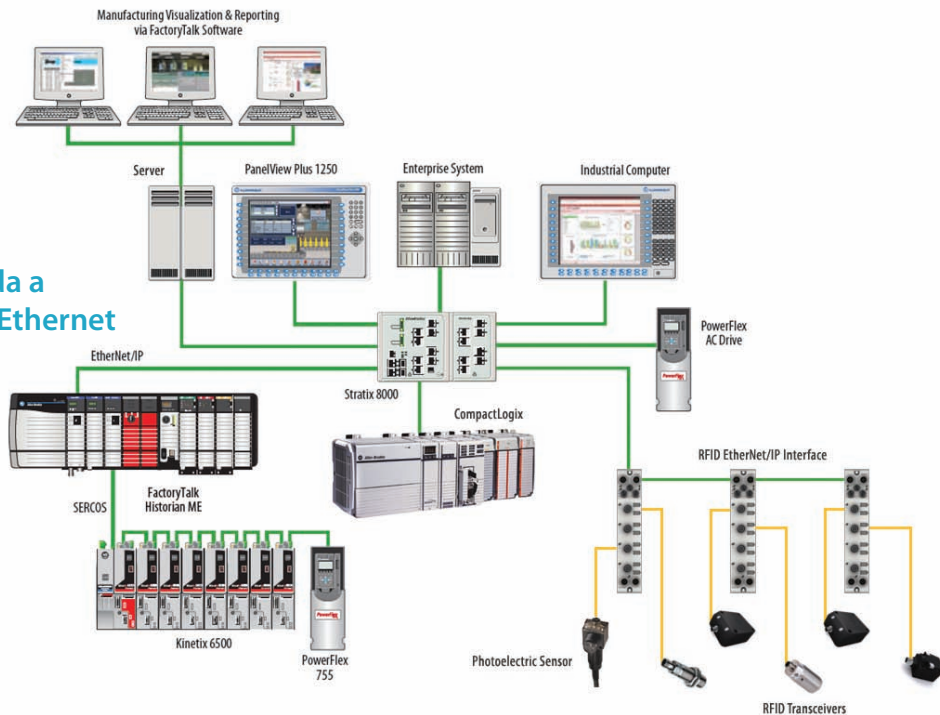 Manufacturing Visualization & Reporting
via FactoryTalk Software
Server
PanelView Plus 1250
Enterprise System
Industrial Computer
da a
Ethernet
PowerFlex
AC Drive
EtherNet/IP
Stratix 8000
CompactLogix
RFID EtherNet/IP Interface
SERCOS
FactoryTalk
Historian ME
Kinetix 6500
PowerFlex
755
Photoelectric Sensor
RFID Transceivers